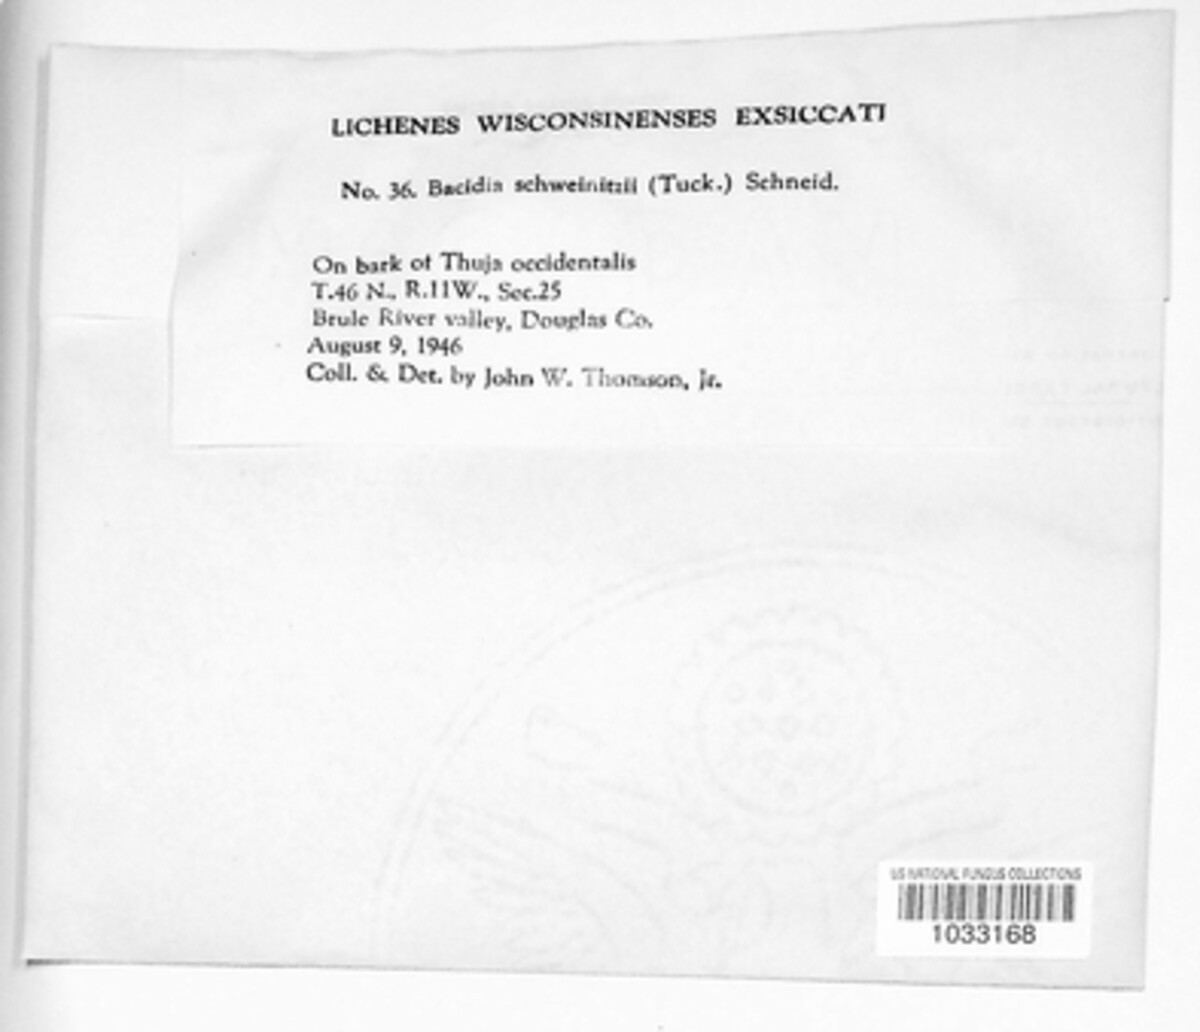 LICHENES WISCONSINENSES EXSICCATI
No. 36. Bacidia schweinitzii (Tuck.) Schneid.
On bark of Thuja occidentalis
T.46 N., R.11W., Sec.25
Brule River valley, Douglas Co.
August 9, 1946
Coll. & Det. by John W. Thomson, Jr.
US NATIONAL FUNGUS COLLECTIONS
1033168